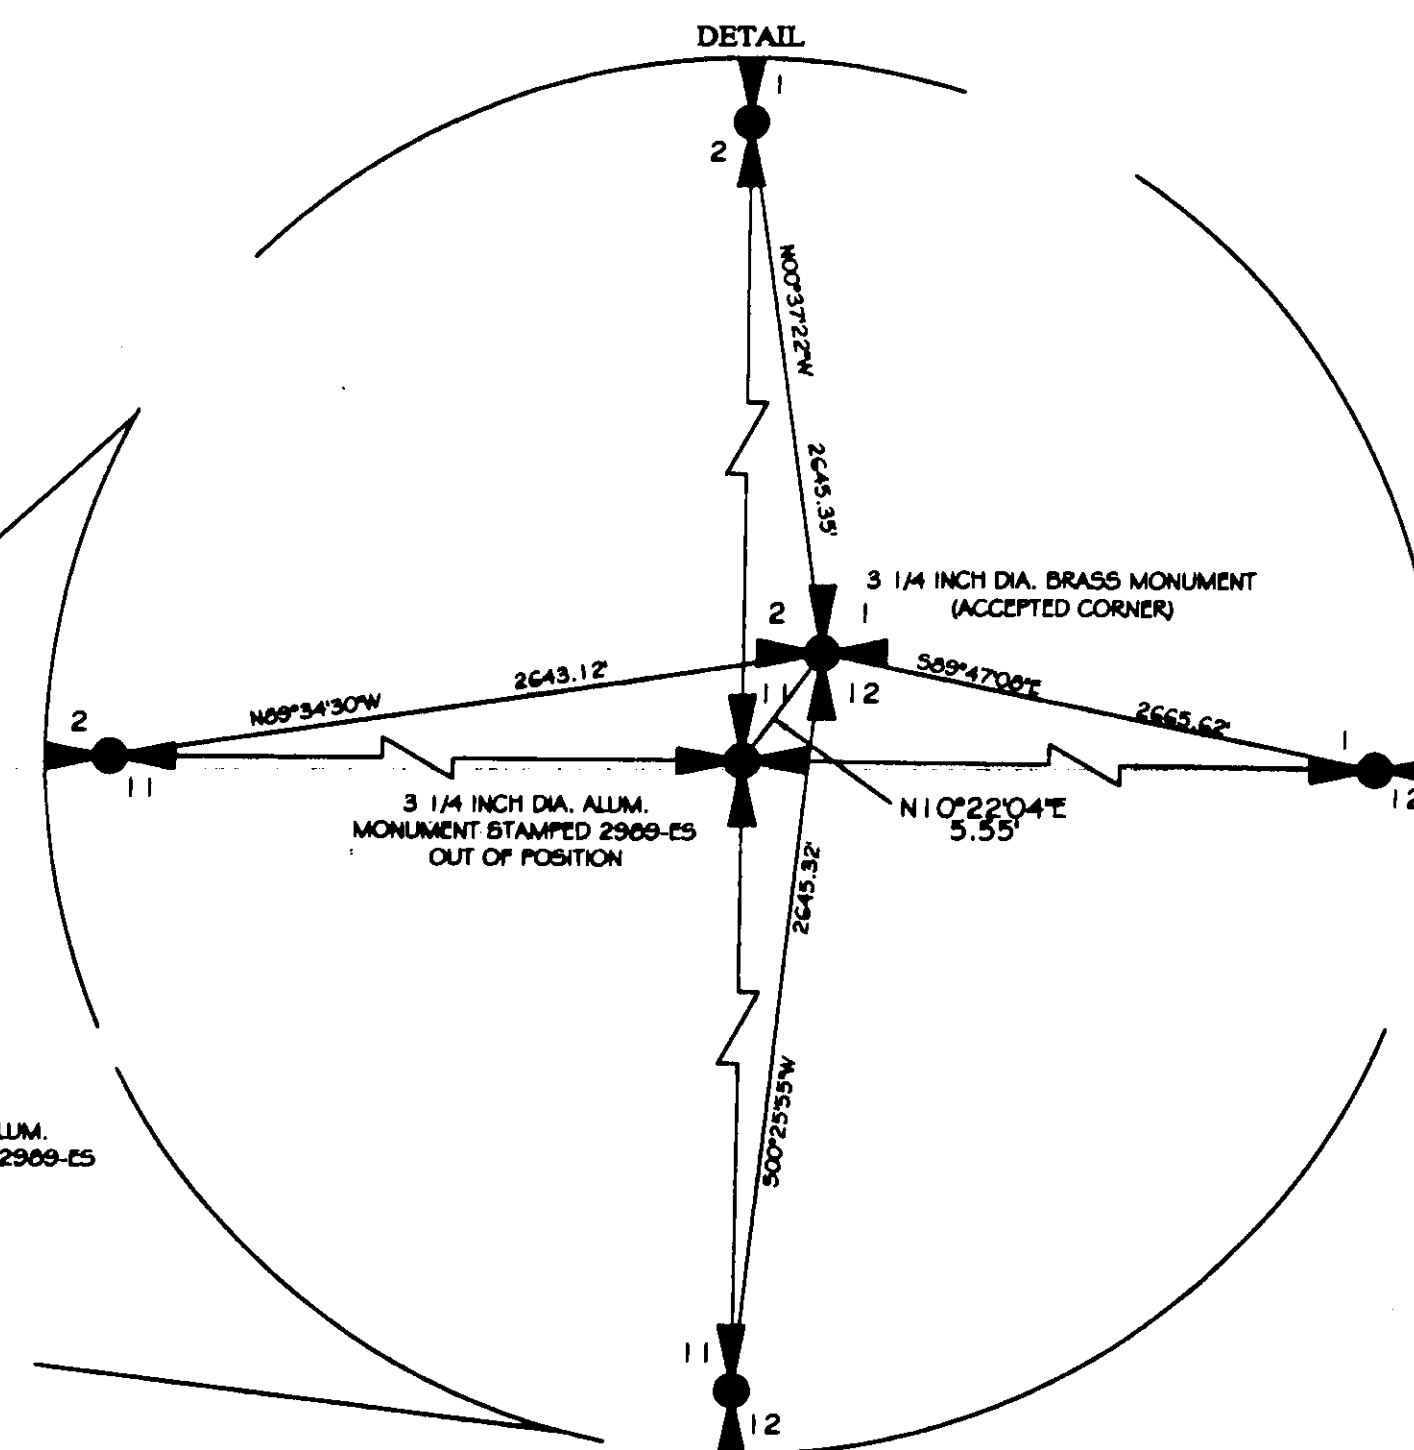 DETAIL
1
2
N00°37'22"W
2645.35'
3 1/4 INCH DIA. BRASS MONUMENT
(ACCEPTED CORNER)
2 1
11 12
2643.12'
N89°34'30"W
S89°47'08"E
2665.62'
2
11
1
12
3 1/4 INCH DIA. ALUM.
MONUMENT STAMPED 2989-ES
OUT OF POSITION
N10°22'04"E
5.55'
2645.32'
S00°25'55"W
LUM.
2989-ES
11
12